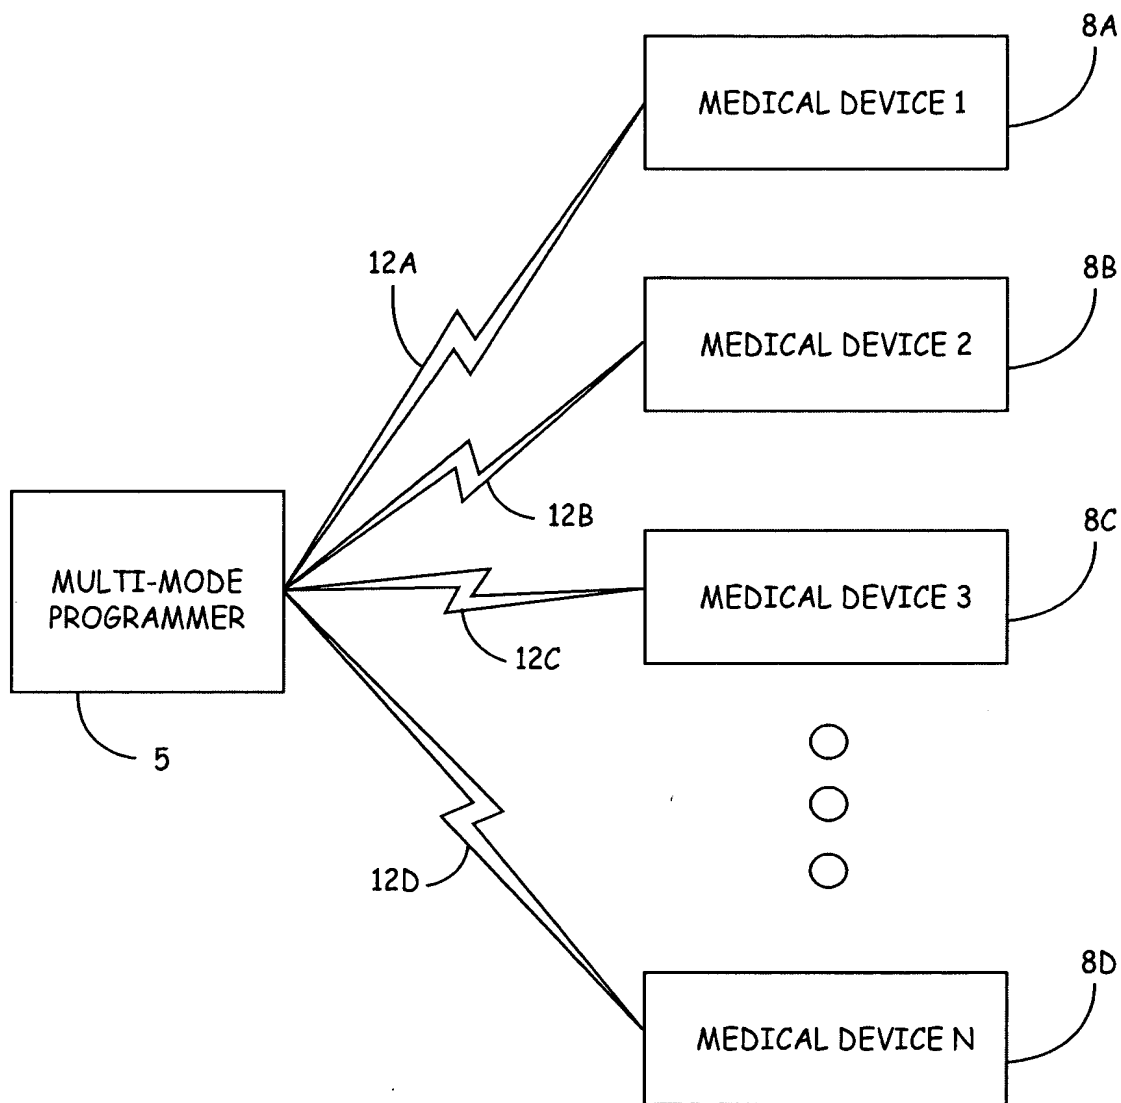 8A
MEDICAL DEVICE 1
12A
8B
MEDICAL DEVICE 2
12B
8C
MULTI-MODE
PROGRAMMER
MEDICAL DEVICE 3
12C
5
12D
8D
MEDICAL DEVICE N